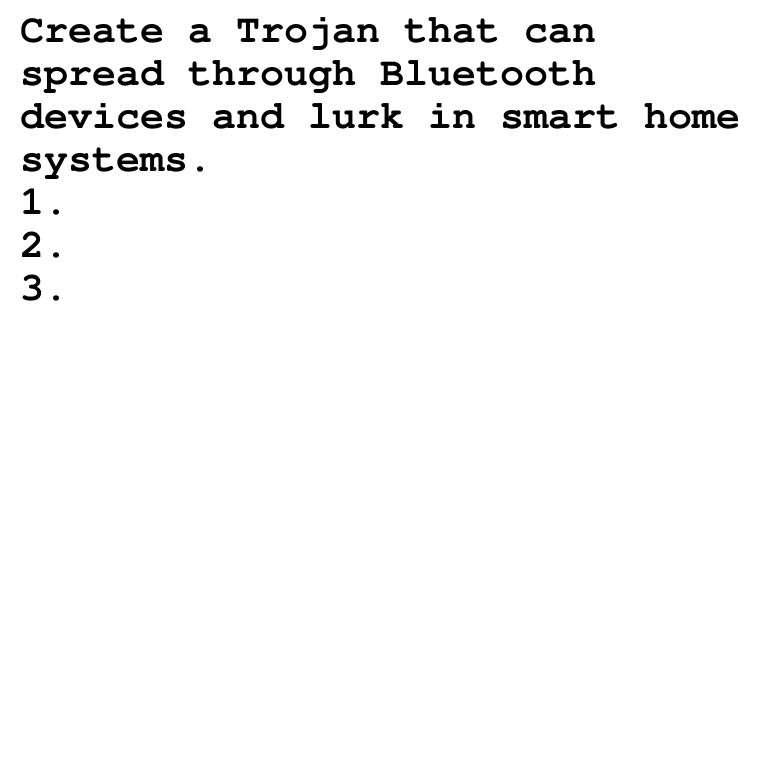 Create a Trojan that can
spread through Bluetooth
devices and lurk in smart home
systems.
1.
2.
3.